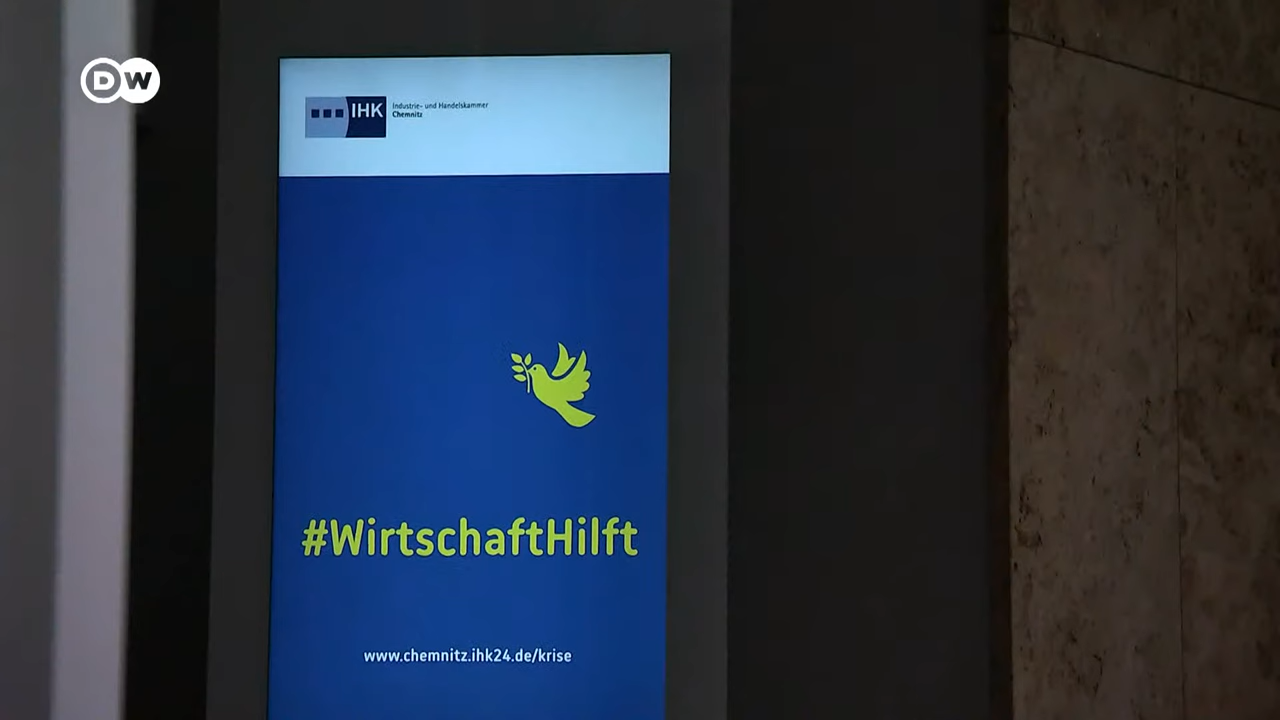 DW
IHK
Industrie- und Handelskammer
Chemnitz
#WirtschaftHilft
www.chemnitz.ihk24.de/krise